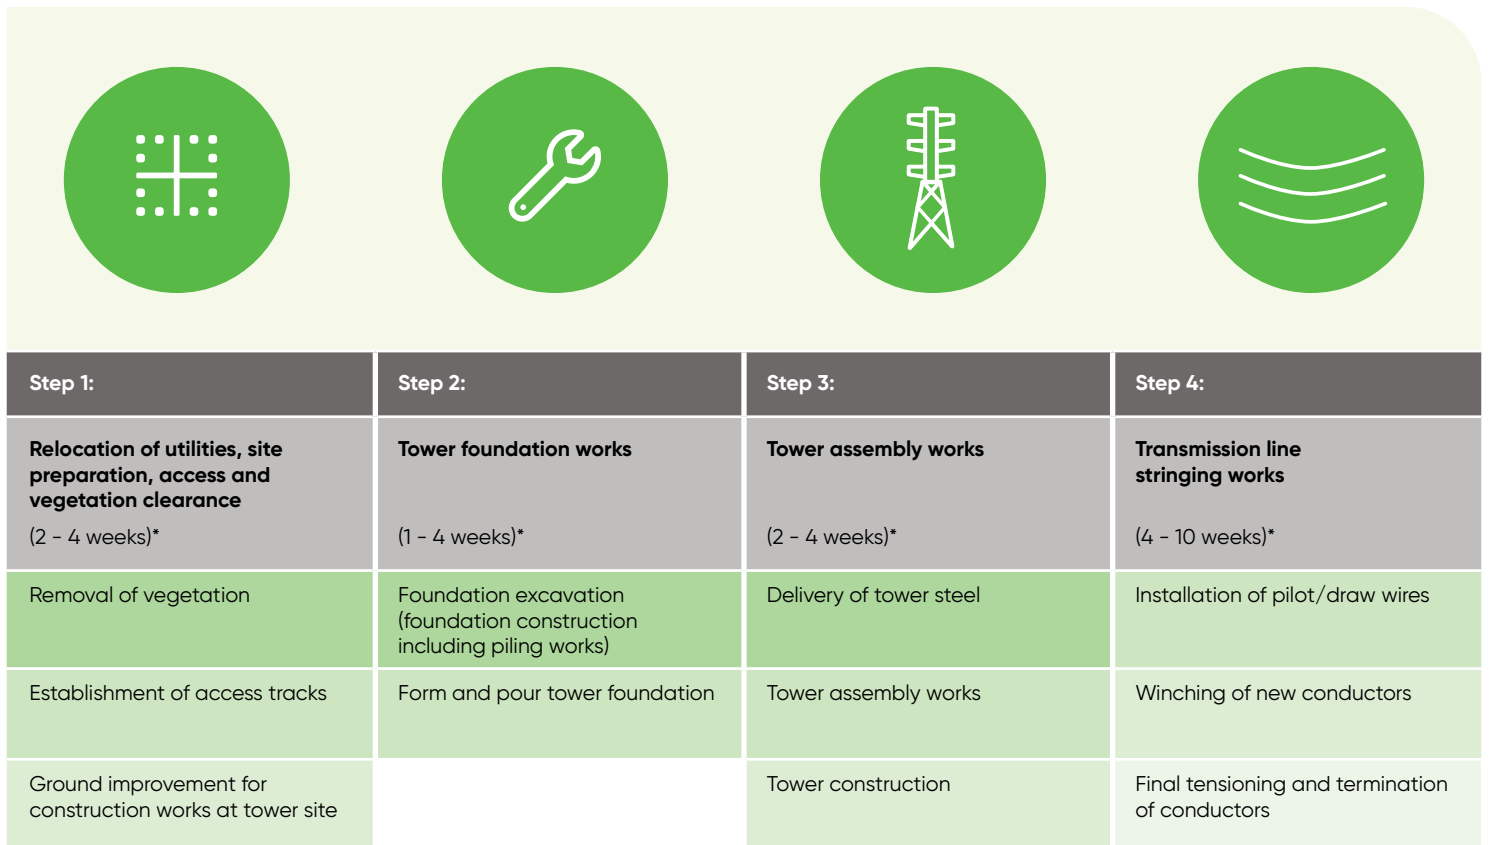 Step 1:
Step 2:
Step 3:
Step 4:
Relocation of utilities, site
preparation, access and
vegetation clearance
(2 - 4 weeks)*
Tower foundation works
(1 - 4 weeks)*
Tower assembly works
(2 - 4 weeks)*
Transmission line
stringing works
(4 - 10 weeks)*
Removal of vegetation
Foundation excavation
(foundation construction
including piling works)
Delivery of tower steel
Installation of pilot/draw wires
Establishment of access tracks
Form and pour tower foundation
Tower assembly works
Winching of new conductors
Ground improvement for
construction works at tower site
Tower construction
Final tensioning and termination
of conductors